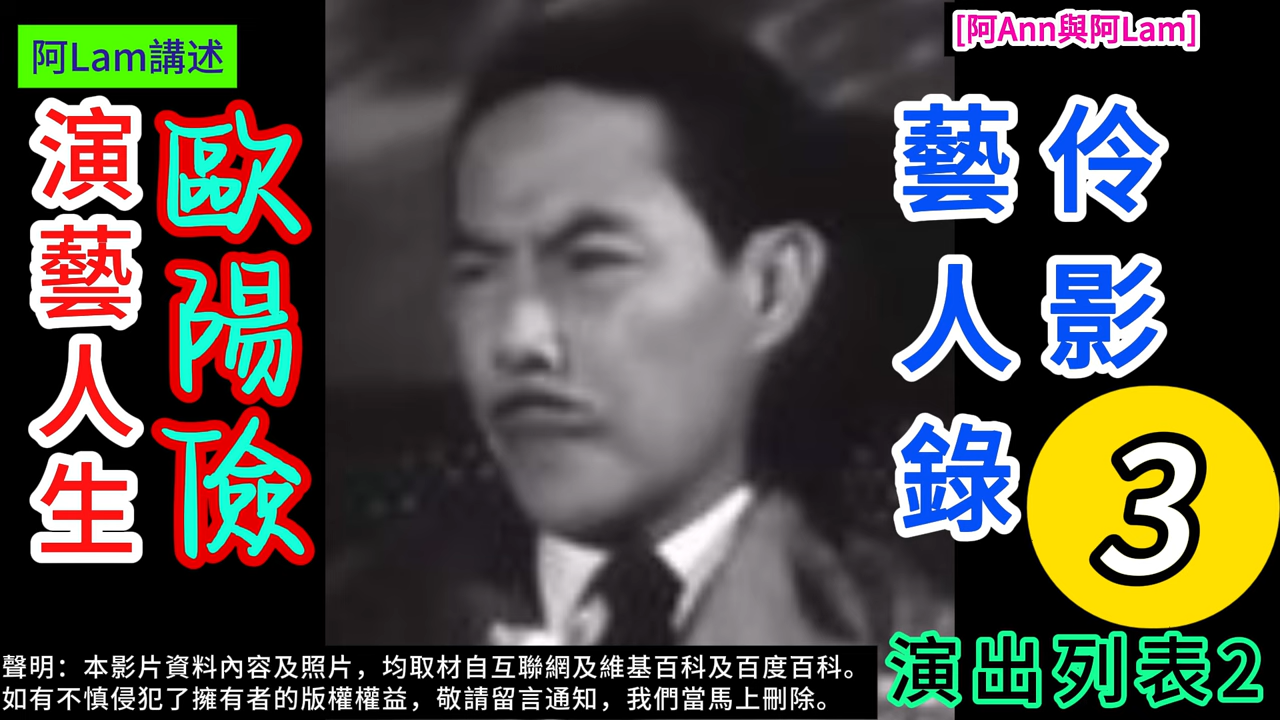 阿Lam講述
[阿Ann與阿Lam]
伶影
藝人錄
3
歐陽儉
演藝人生
演出列表2
聲明：本影片資料內容及照片，均取材自互聯網及維基百科及百度百科。
如有不慎侵犯了擁有者的版權權益，敬請留言通知，我們當馬上刪除。